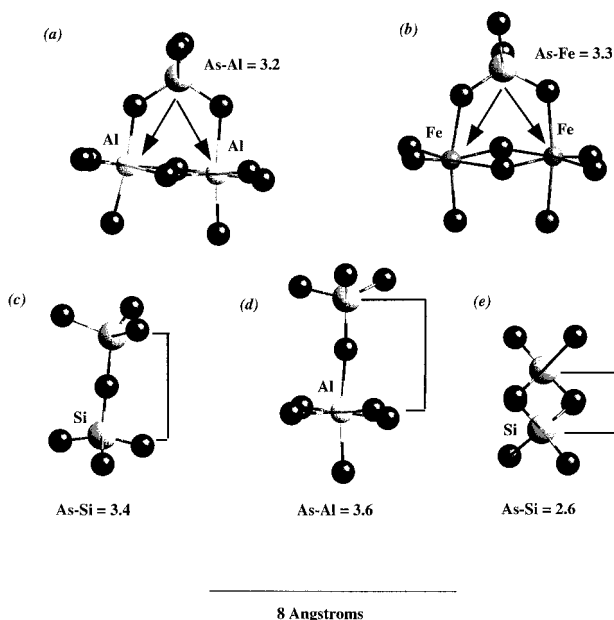 (a)
As-Al = 3.2
Al
Al
(b)
As-Fe = 3.3
Fe
Fe
(c)
Si
As-Si = 3.4
(d)
Al
As-Al = 3.6
(e)
Si
As-Si = 2.6
8 Angstroms